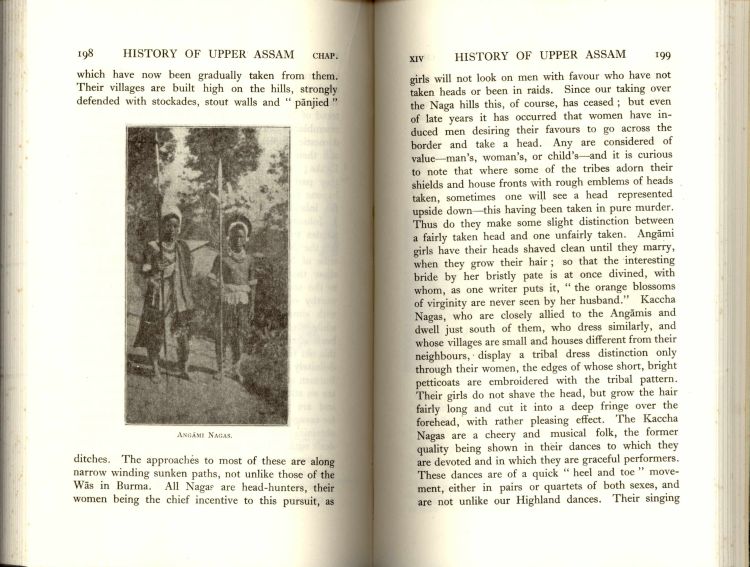 198 HISTORY OF UPPER ASSAM CHAP.
which have now been gradually taken from them.
Their villages are built high on the hills, strongly
defended with stockades, stout walls and “ pānjied ”
ANGĀMI NAGAS.
ditches. The approaches to most of these are along
narrow winding sunken paths, not unlike those of the
Wās in Burma. All Nagas are head-hunters, their
women being the chief incentive to this pursuit, as
XIV HISTORY OF UPPER ASSAM 199
girls will not look on men with favour who have not
taken heads or been in raids. Since our taking over
the Naga hills this, of course, has ceased ; but even
of late years it has occurred that women have in-
duced men desiring their favours to go across the
border and take a head. Any are considered of
value—man’s, woman’s, or child’s—and it is curious
to note that where some of the tribes adorn their
shields and house fronts with rough emblems of heads
taken, sometimes one will see a head represented
upside down—this having been taken in pure murder.
Thus do they make some slight distinction between
a fairly taken head and one unfairly taken. Angāmi
girls have their heads shaved clean until they marry,
when they grow their hair ; so that the interesting
bride by her bristly pate is at once divined, with
whom, as one writer puts it, “ the orange blossoms
of virginity are never seen by her husband.” Kaccha
Nagas, who are closely allied to the Angāmis and
dwell just south of them, who dress similarly, and
whose villages are small and houses different from their
neighbours, display a tribal dress distinction only
through their women, the edges of whose short, bright
petticoats are embroidered with the tribal pattern.
Their girls do not shave the head, but grow the hair
fairly long and cut it into a deep fringe over the
forehead, with rather pleasing effect. The Kaccha
Nagas are a cheery and musical folk, the former
quality being shown in their dances to which they
are devoted and in which they are graceful performers.
These dances are of a quick “ heel and toe ” move-
ment, either in pairs or quartets of both sexes, and
are not unlike our Highland dances. Their singing